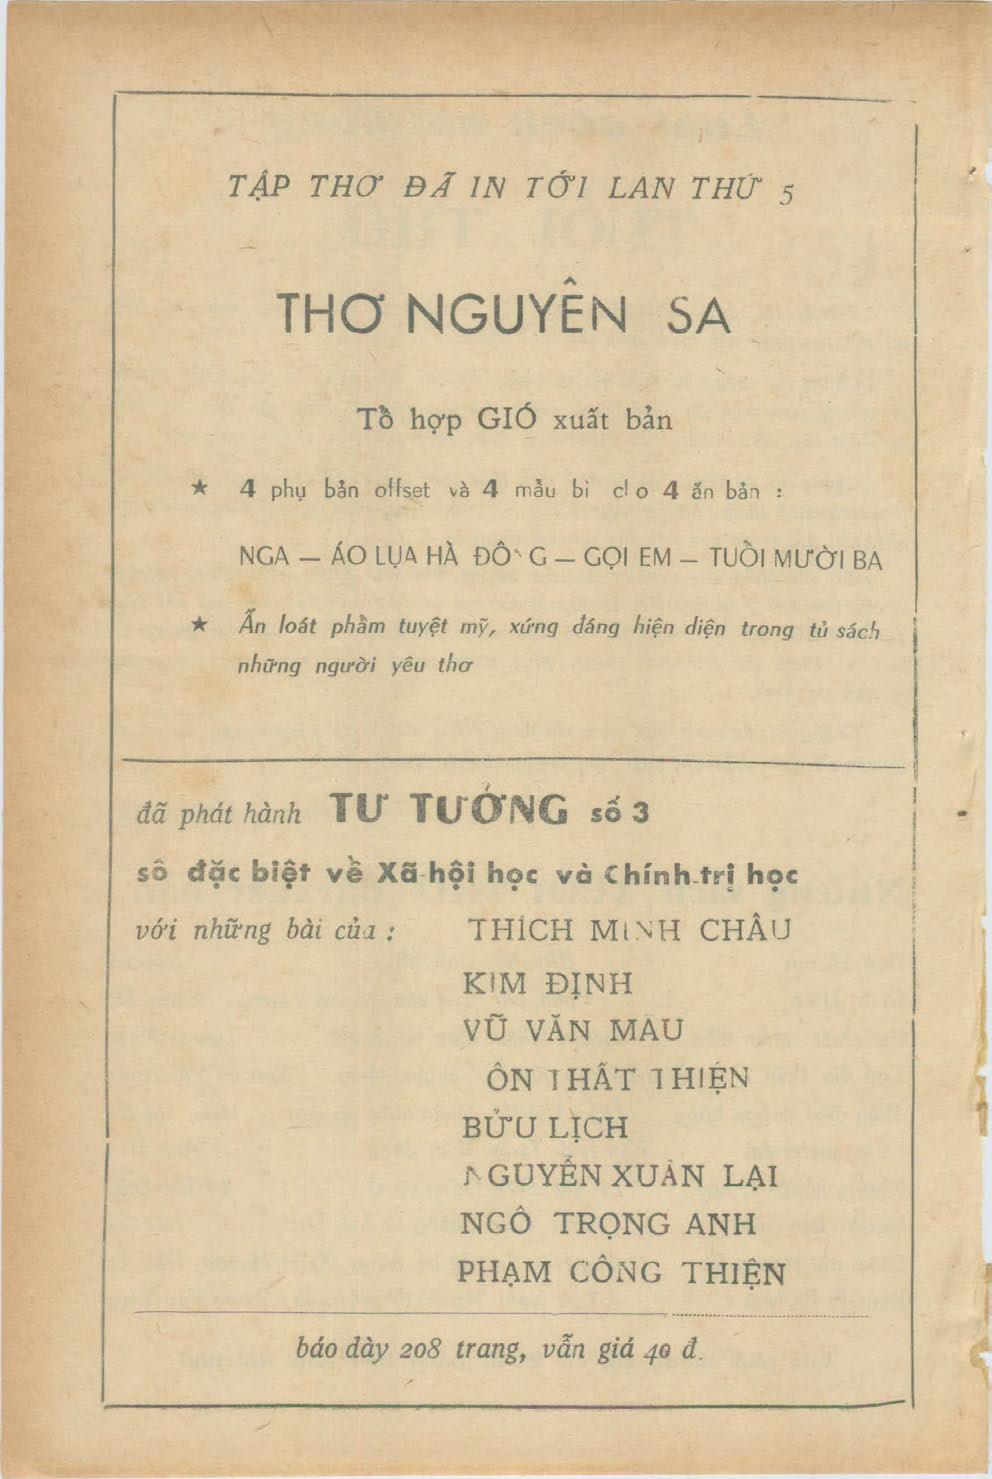 TẬP THƠ ĐÃ IN TỚI LAN THỨ 5
THƠ NGUYÊN SA
Tổ hợp GIÓ xuất bản
★ 4 phụ bản offset và 4 mẫu bì cho 4 ấn bản :
NGA — ÁO LỤA HÀ ĐÔNG — GỌI EM — TUỔI MƯỜI BA
★ Ấn loát phẩm tuyệt mỹ, xứng đáng hiện diện trong tủ sách
những người yêu thơ
đã phát hành TƯ TƯỞNG số 3
số đặc biệt về Xã-hội học và Chính-trị học
với những bài của : THÍCH MINH CHÂU
KIM ĐỊNH
VŨ VĂN MẪU
ÔN THẤT THIỆN
BỬU LỊCH
NGUYỄN XUÂN LẠI
NGÔ TRỌNG ANH
PHẠM CÔNG THIỆN
báo dày 208 trang, vẫn giá 40 đ.